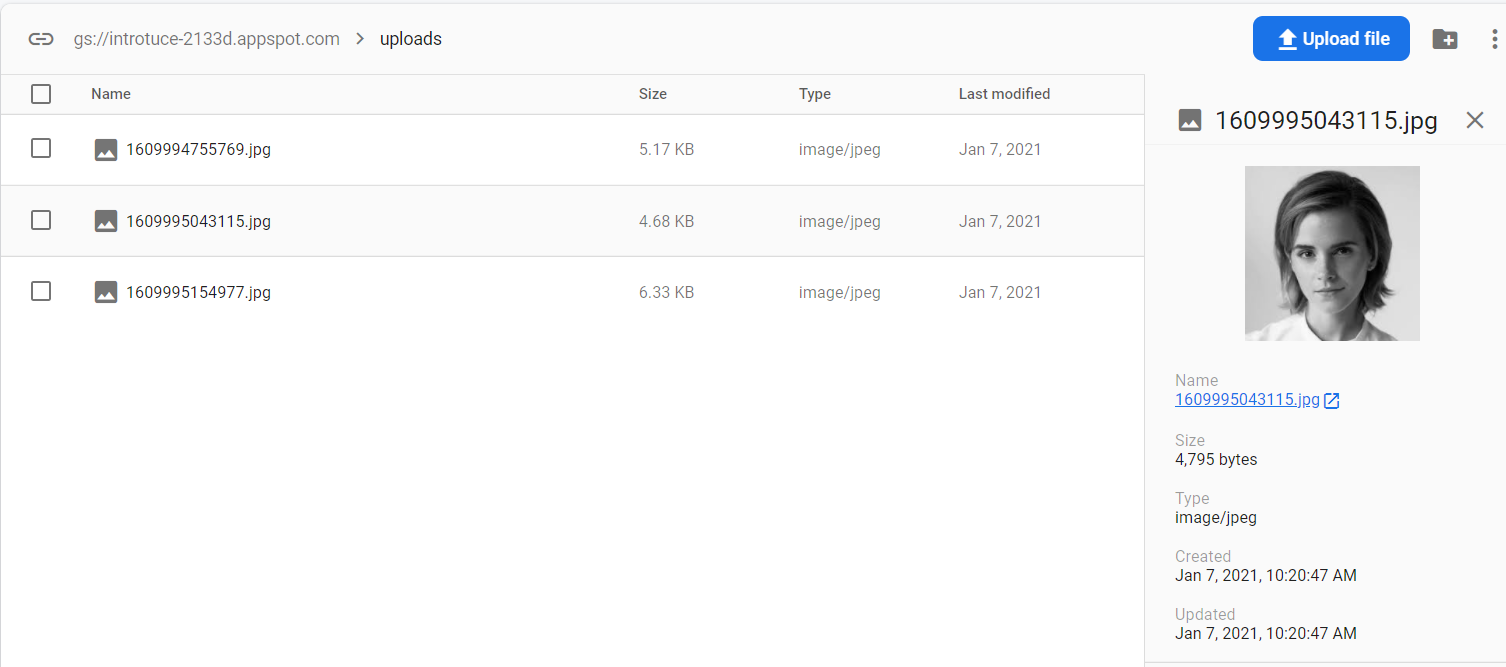 gs://introtuce-2133d.appspot.com > uploads
Upload file
Name Size Type Last modified
1609994755769.jpg 5.17 KB image/jpeg Jan 7, 2021
1609995043115.jpg 4.68 KB image/jpeg Jan 7, 2021
1609995154977.jpg 6.33 KB image/jpeg Jan 7, 2021
1609995043115.jpg
Name
1609995043115.jpg
Size
4,795 bytes
Type
image/jpeg
Created
Jan 7, 2021, 10:20:47 AM
Updated
Jan 7, 2021, 10:20:47 AM